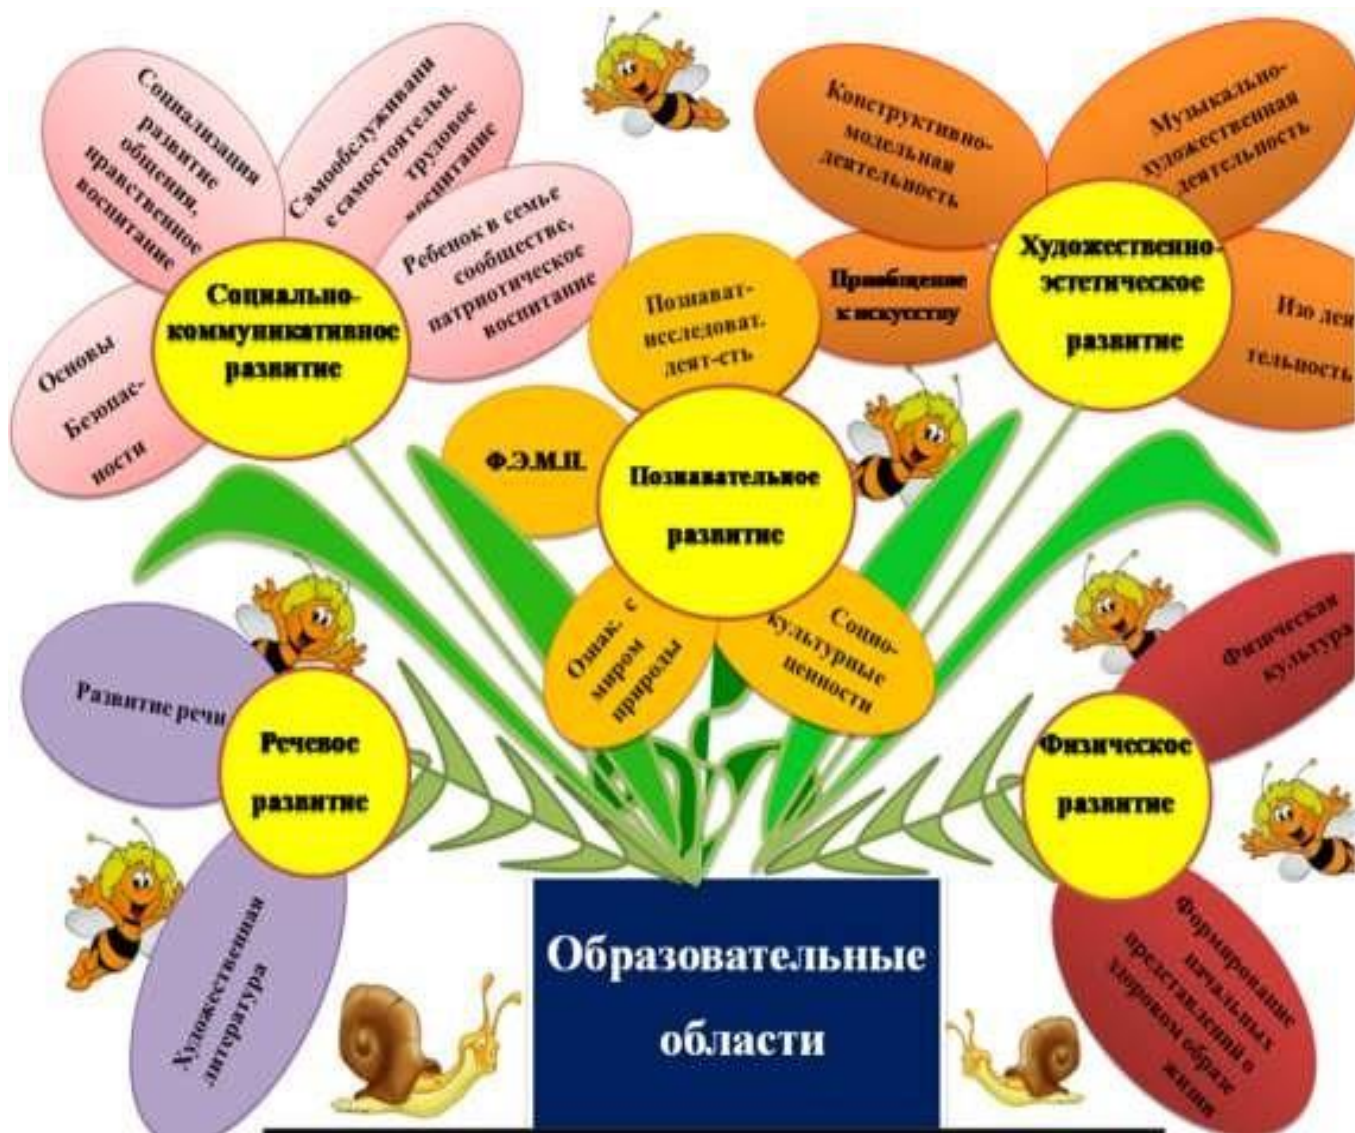 Социализация
развитие
общения,
нравственное
воспитание
Самообслуживани
е самостоятельн.
трудовое
воспитание
Ребенок в семье
сообществе,
патриотическое
воспитание
Основы
Безопас-
ности
Социально-
коммуникативное
развитие
Конструктивно-
модельная
деятельность
Музыкально-
художественная
деятельность
Приобщение
к искусству
Изо дея
тельность
Художественно-
эстетическое
развитие
Познават-
исследоват.
деят-сть
Ф.Э.М.П.
Познавательное
развитие
Ознак. с
миром
природы
Социо-
культурные
ценности
Развитие речи
Речевое
развитие
Художественная
литература
Физическая
культура
Физическое
развитие
Формирование
начальных
представлений о
здоровом образе
жизни
Образовательные
области